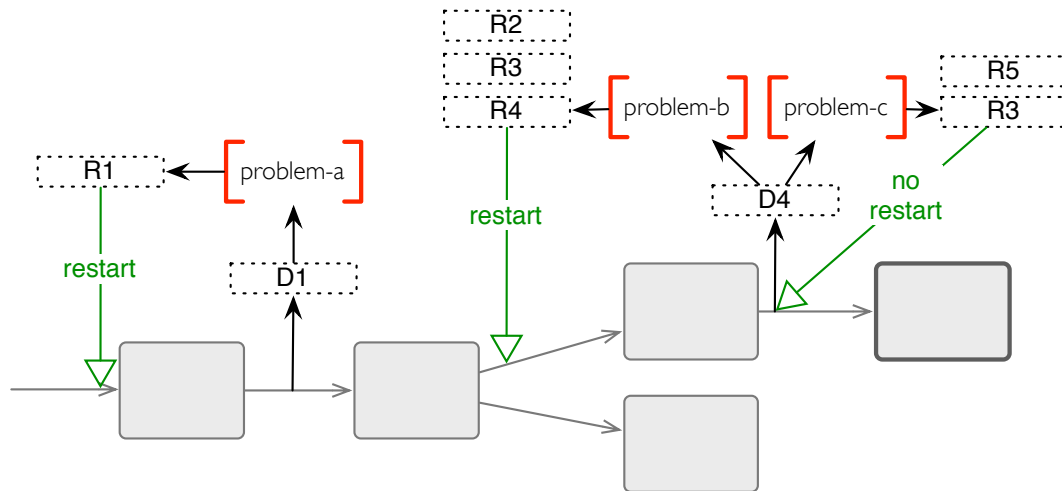 R2
R3
R4
problem-b
problem-c
R5
R3
R1
problem-a
restart
D1
restart
D4
no
restart